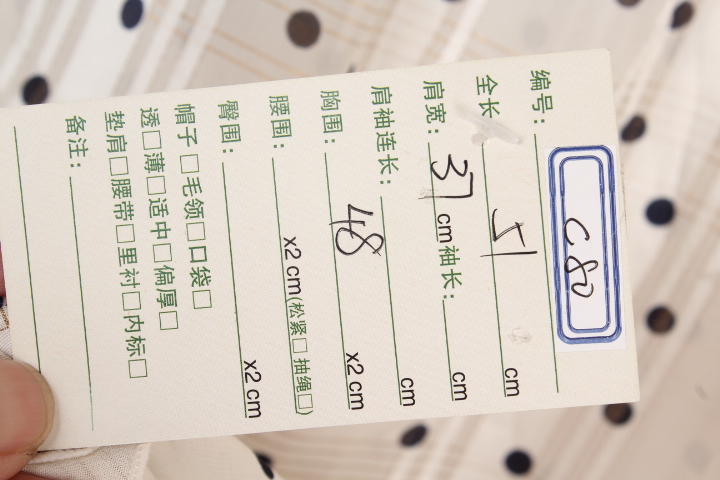 编号: C80
全长 51 cm
肩宽: 37 cm 袖长: cm
肩袖连长: cm
胸围: 48 x2 cm
腰围: x2 cm (松紧□ 抽绳□)
臀围: x2 cm
帽子□ 毛领□ 口袋□
透□ 薄□ 适中□ 偏厚□
垫肩□ 腰带□ 里衬□ 内标□
备注: